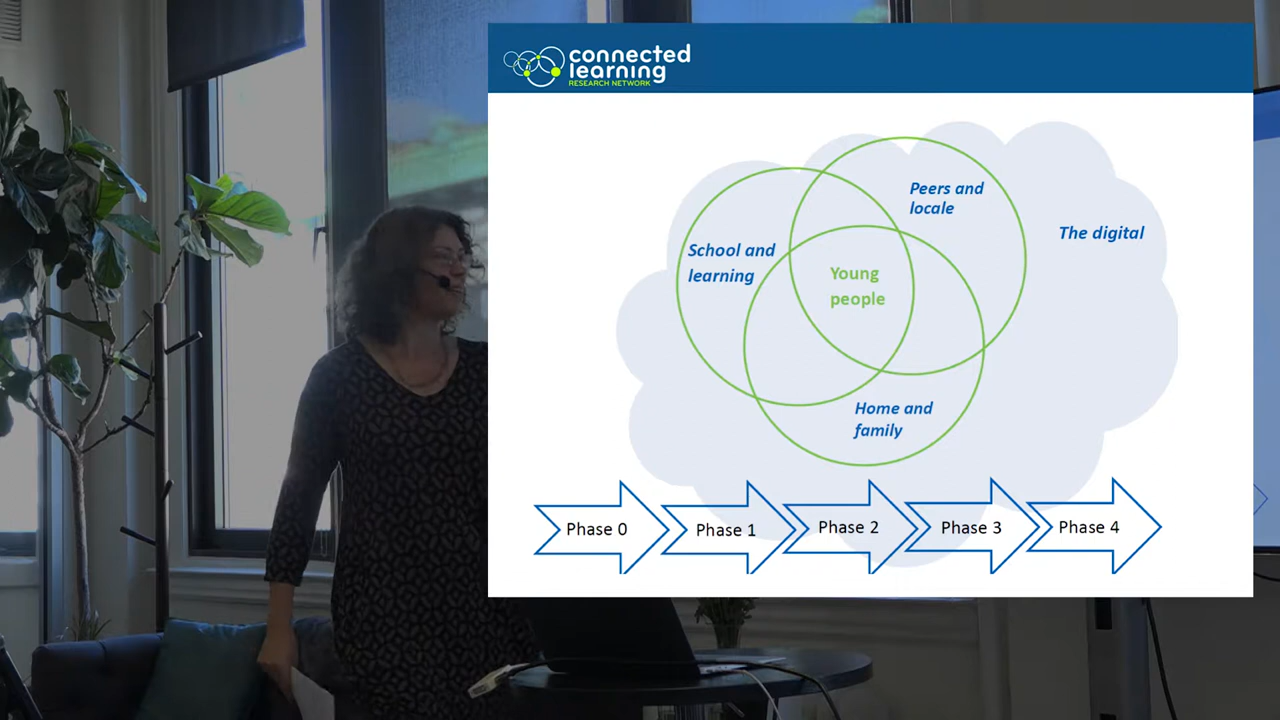 connected
learning
RESEARCH NETWORK
Peers and
locale
The digital
School and
learning
Young
people
Home and
family
Phase 0
Phase 1
Phase 2
Phase 3
Phase 4